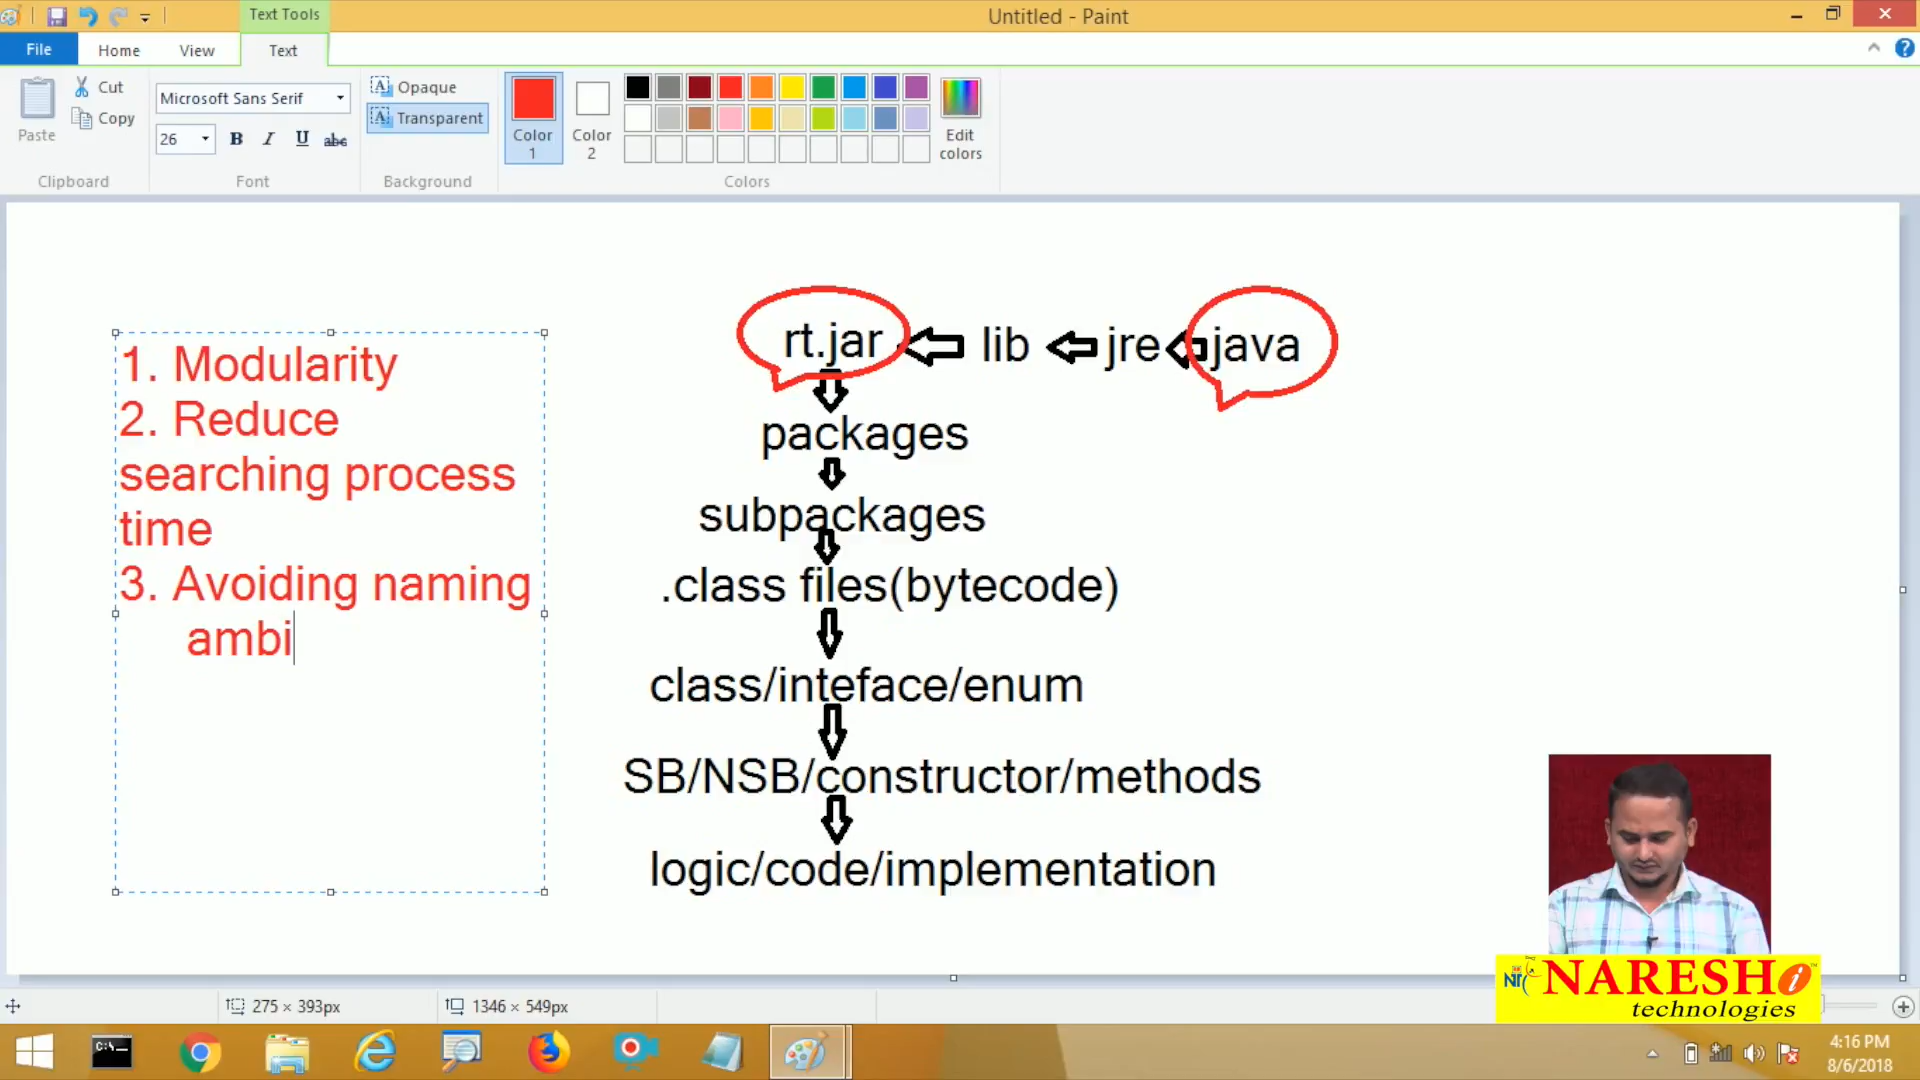 Text Tools
Untitled - Paint
File
Home
View
Text
Paste
Cut
Copy
Clipboard
Microsoft Sans Serif
26
B
I
U
abc
Font
Opaque
Transparent
Background
Color
1
Color
2
Edit
colors
Colors
1. Modularity
2. Reduce
searching process
time
3. Avoiding naming
ambi
rt.jar
lib
jre
java
packages
subpackages
.class files(bytecode)
class/inteface/enum
SB/NSB/constructor/methods
logic/code/implementation
NARESH i
technologies
275 × 393px
1346 × 549px
4:16 PM
8/6/2018